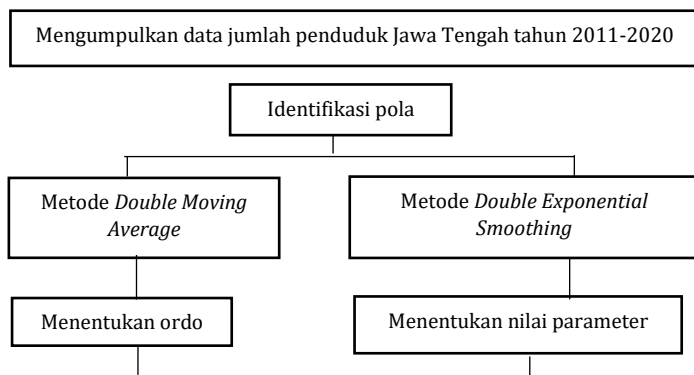 Mengumpulkan data jumlah penduduk Jawa Tengah tahun 2011-2020
Identifikasi pola
Metode Double Moving
Average
Metode Double Exponential
Smoothing
Menentukan ordo
Menentukan nilai parameter